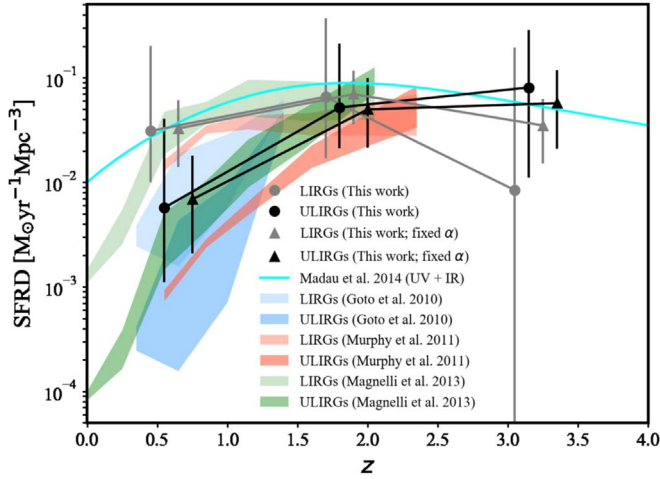 10⁻¹
10⁻²
10⁻³
10⁻⁴
SFRD [M⊙yr⁻¹Mpc⁻³]
LIRGs (This work)
ULIRGs (This work)
LIRGs (This work; fixed α)
ULIRGs (This work; fixed α)
Madau et al. 2014 (UV + IR)
LIRGs (Goto et al. 2010)
ULIRGs (Goto et al. 2010)
LIRGs (Murphy et al. 2011)
ULIRGs (Murphy et al. 2011)
LIRGs (Magnelli et al. 2013)
ULIRGs (Magnelli et al. 2013)
0.0 0.5 1.0 1.5 2.0 2.5 3.0 3.5 4.0
z